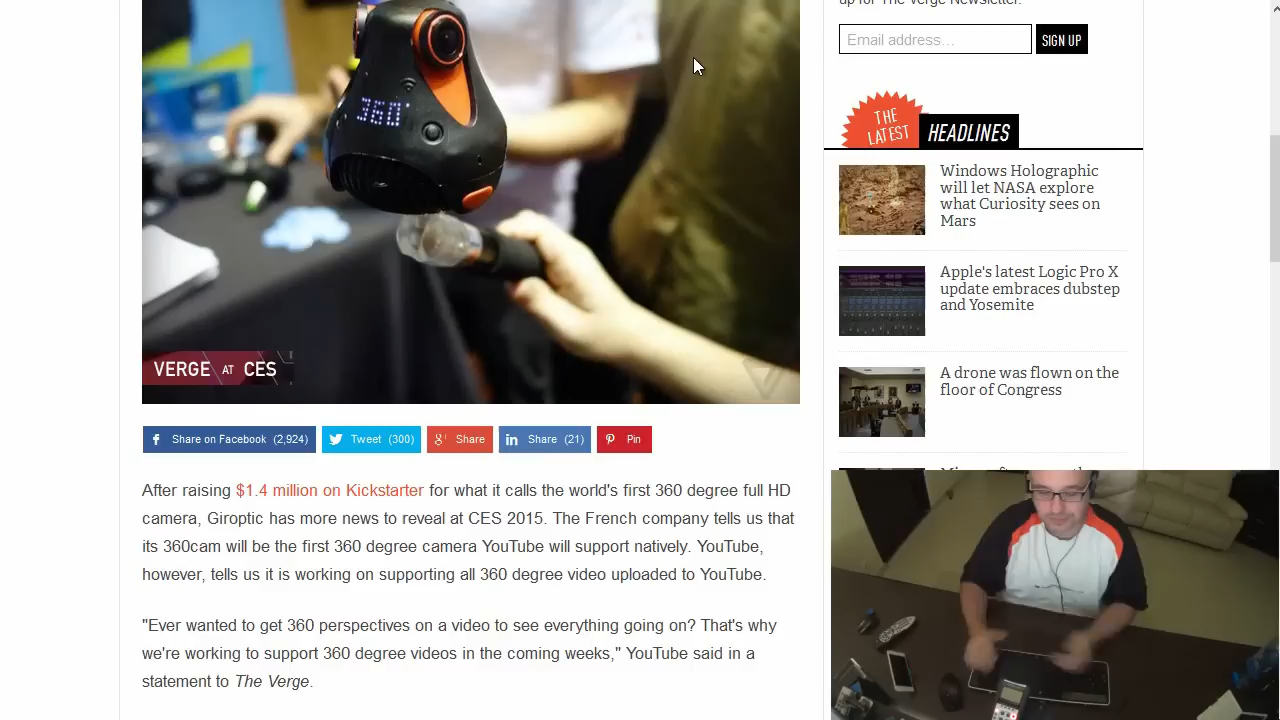 up for The Verge Newsletter.
Email address...
SIGN UP
THE
LATEST
HEADLINES
Windows Holographic
will let NASA explore
what Curiosity sees on
Mars
Apple's latest Logic Pro X
update embraces dubstep
and Yosemite
A drone was flown on the
floor of Congress
360°
VERGE AT CES
Share on Facebook (2,924)
Tweet (300)
Share
Share (21)
Pin
After raising $1.4 million on Kickstarter for what it calls the world's first 360 degree full HD
camera, Giroptic has more news to reveal at CES 2015. The French company tells us that
its 360cam will be the first 360 degree camera YouTube will support natively. YouTube,
however, tells us it is working on supporting all 360 degree video uploaded to YouTube.
"Ever wanted to get 360 perspectives on a video to see everything going on? That's why
we're working to support 360 degree videos in the coming weeks," YouTube said in a
statement to The Verge.